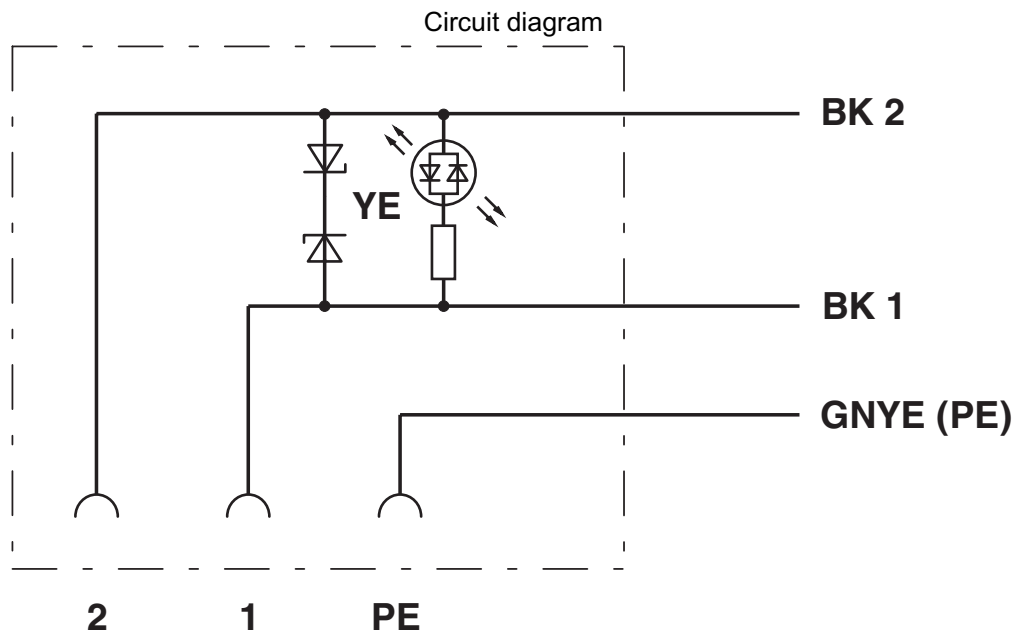 Circuit diagram
BK 2
YE
BK 1
GNYE (PE)
2 1 PE